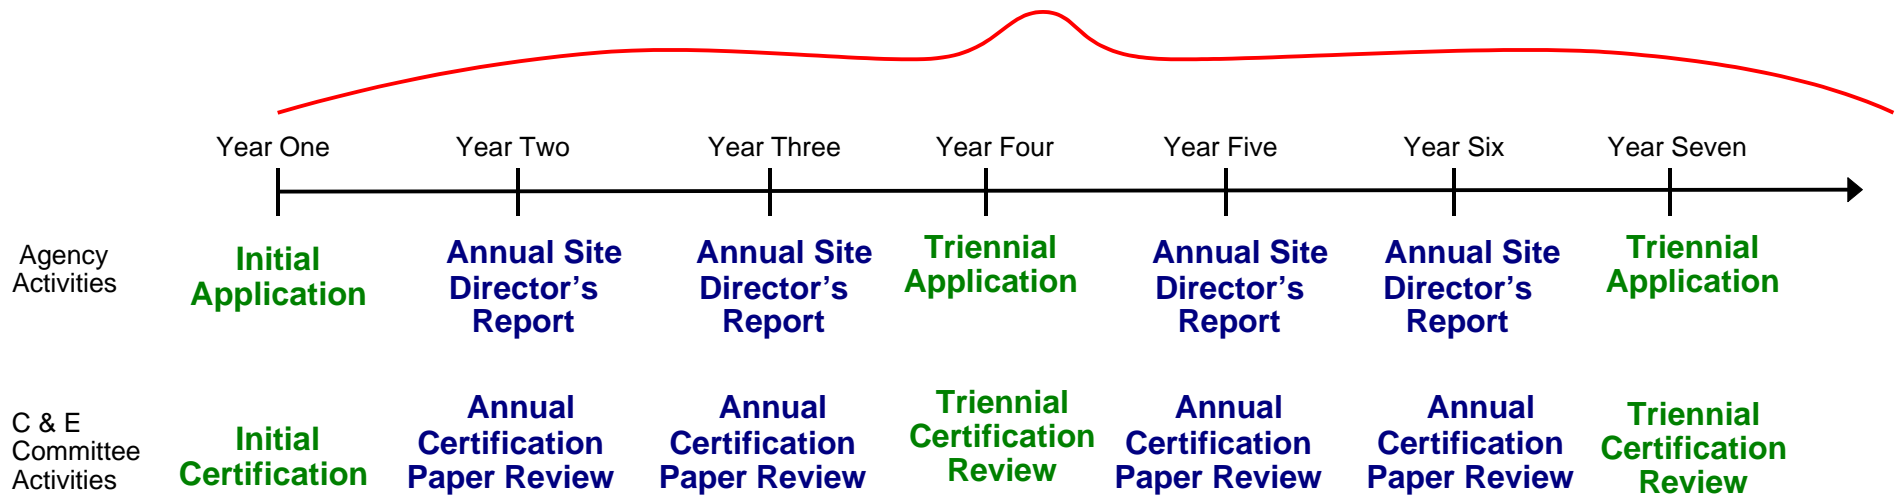 Year One
Year Two
Year Three
Year Four
Year Five
Year Six
Year Seven
Agency
Activities
Initial
Application
Annual Site
Director’s
Report
Annual Site
Director’s
Report
Triennial
Application
Annual Site
Director’s
Report
Annual Site
Director’s
Report
Triennial
Application
C & E
Committee
Activities
Initial
Certification
Annual
Certification
Paper Review
Annual
Certification
Paper Review
Triennial
Certification
Review
Annual
Certification
Paper Review
Annual
Certification
Paper Review
Triennial
Certification
Review